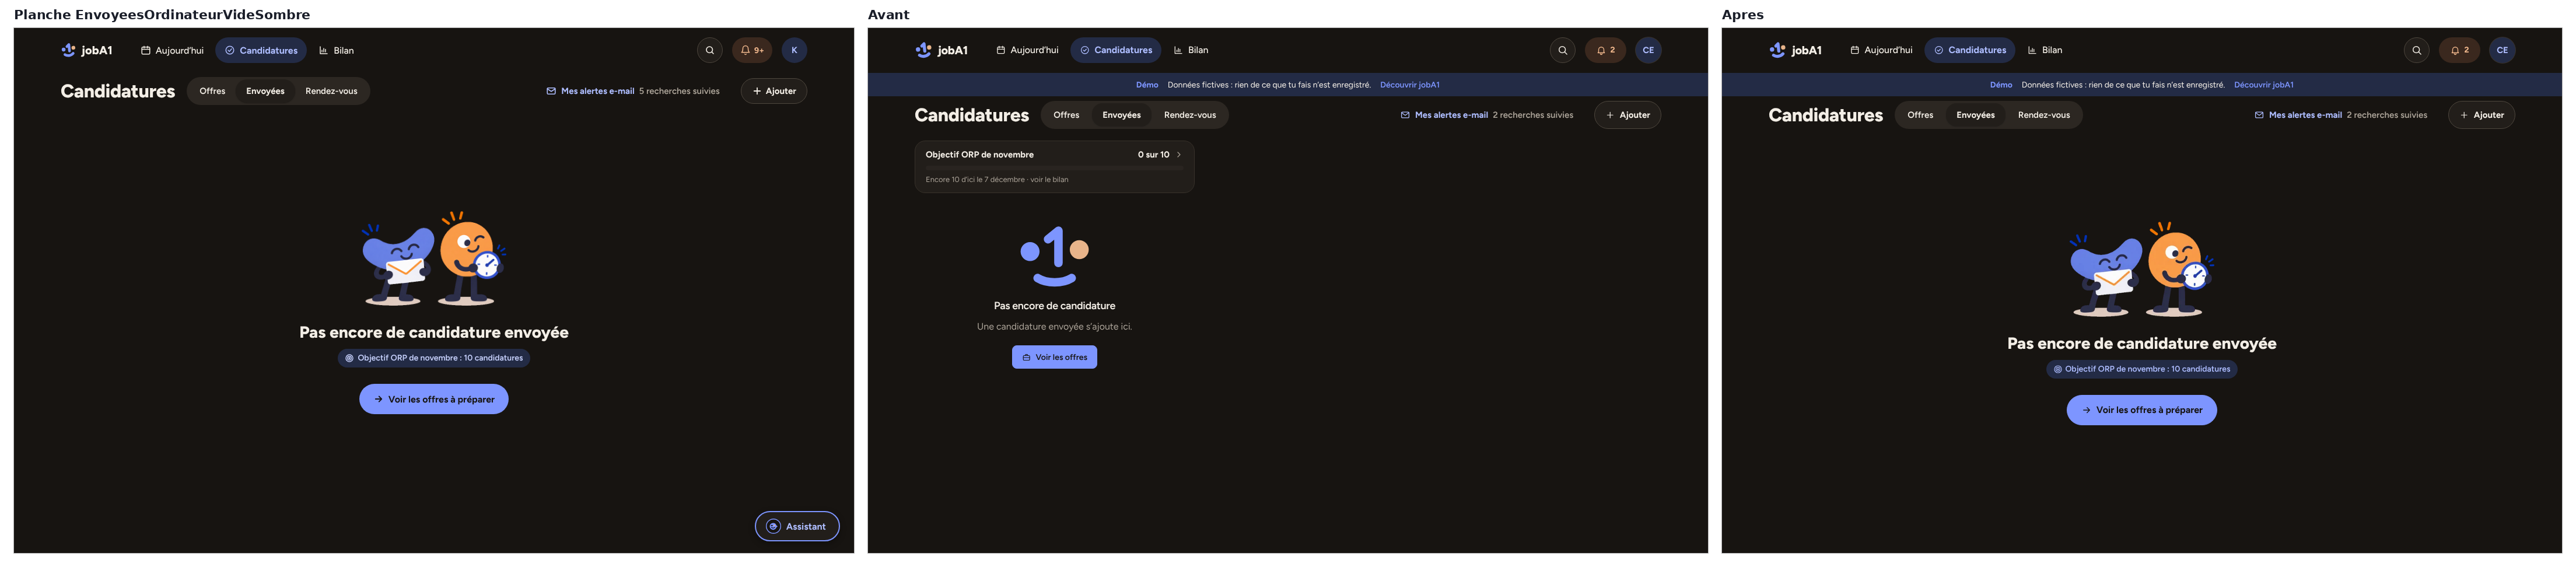 Planche EnvoyeesOrdinateurVideSombre
jobA1 Aujourd'hui Candidatures Bilan 9+ K
Candidatures Offres Envoyées Rendez-vous Mes alertes e-mail 5 recherches suivies Ajouter
Pas encore de candidature envoyée
Objectif ORP de novembre : 10 candidatures
Voir les offres à préparer
Assistant
Avant
jobA1 Aujourd'hui Candidatures Bilan 2 CE
Démo Données fictives : rien de ce que tu fais n'est enregistré. Découvrir jobA1
Candidatures Offres Envoyées Rendez-vous Mes alertes e-mail 2 recherches suivies Ajouter
Objectif ORP de novembre 0 sur 10
Encore 10 d'ici le 7 décembre · voir le bilan
1
Pas encore de candidature
Une candidature envoyée s'ajoute ici.
Voir les offres
Apres
jobA1 Aujourd'hui Candidatures Bilan 2 CE
Démo Données fictives : rien de ce que tu fais n'est enregistré. Découvrir jobA1
Candidatures Offres Envoyées Rendez-vous Mes alertes e-mail 2 recherches suivies Ajouter
Pas encore de candidature envoyée
Objectif ORP de novembre : 10 candidatures
Voir les offres à préparer